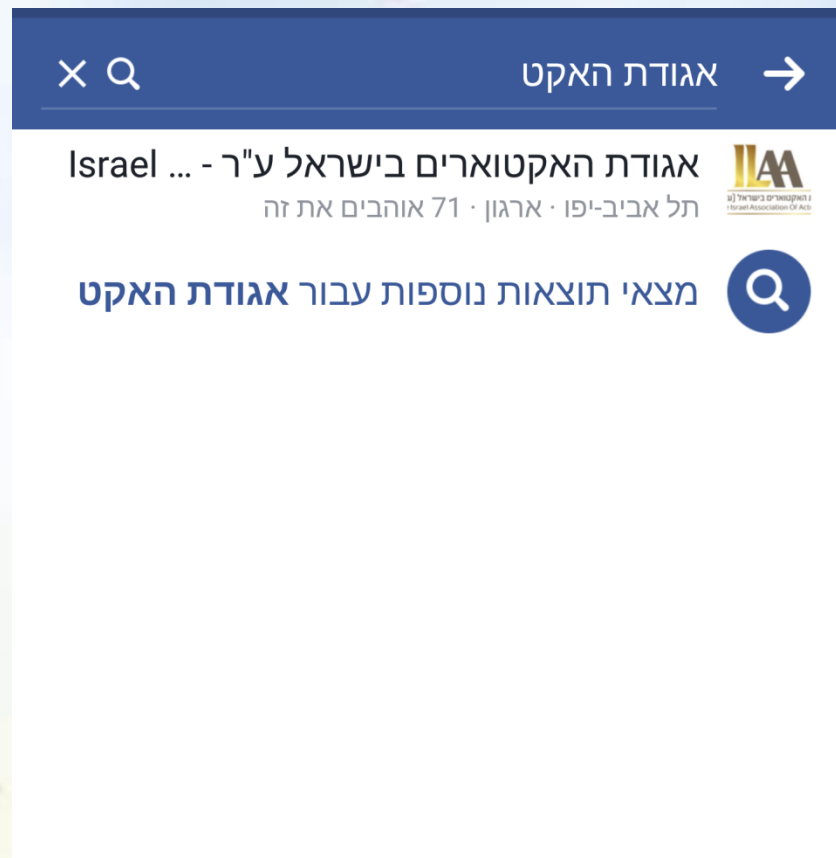 אגודת האקט
אגודת האקטוארים בישראל ע"ר - ... Israel
תל אביב-יפו · ארגון · 71 אוהבים את זה
מצאי תוצאות נוספות עבור אגודת האקט